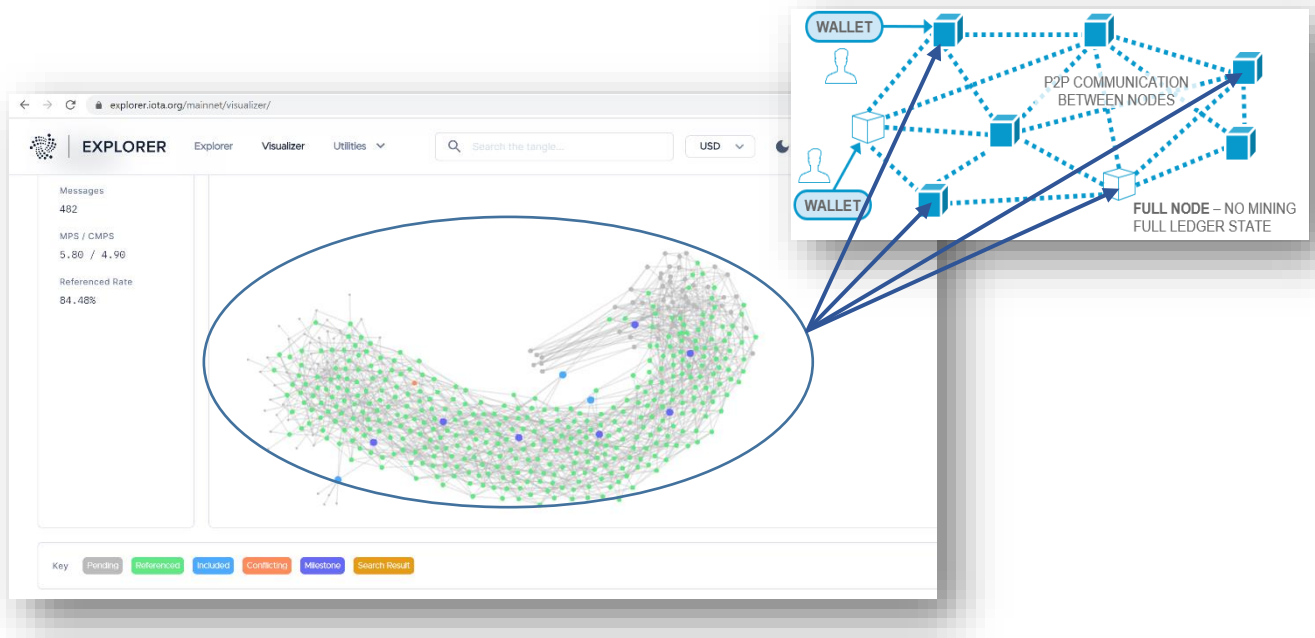 explorer.iota.org/mainnet/visualizer/
EXPLORER
Explorer
Visualizer
Utilities
Search the tangle...
USD
Messages
482
MPS / CMPS
5.80 / 4.90
Referenced Rate
84.48%
Key
Pending
Referenced
Included
Conflicting
Milestone
Search Result
WALLET
P2P COMMUNICATION
BETWEEN NODES
WALLET
FULL NODE – NO MINING
FULL LEDGER STATE